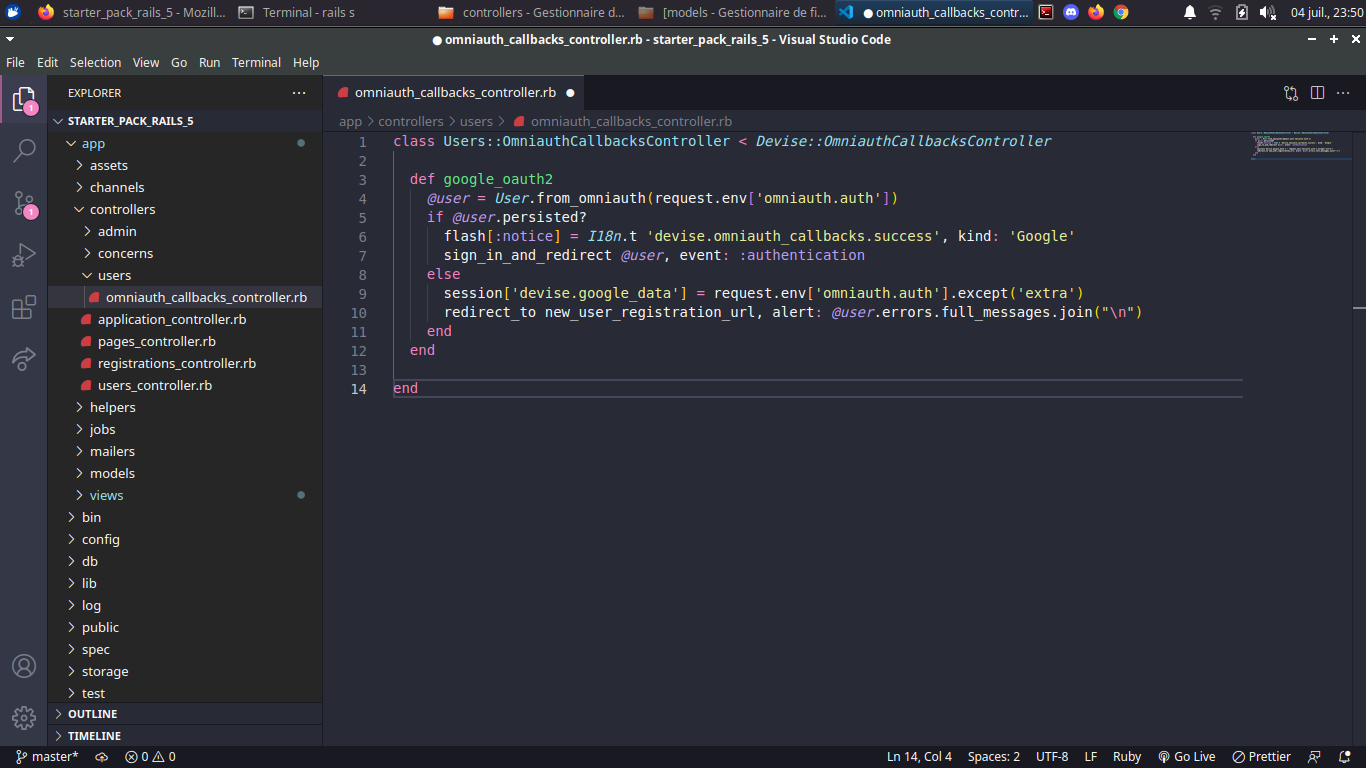 starter_pack_rails_5 - Mozill...
Terminal - rails s
controllers - Gestionnaire d...
[models - Gestionnaire de fi...
● omniauth_callbacks_contr...
04 juil., 23:50
● omniauth_callbacks_controller.rb - starter_pack_rails_5 - Visual Studio Code
File Edit Selection View Go Run Terminal Help
1
1
EXPLORER
STARTER_PACK_RAILS_5
app
assets
channels
controllers
admin
concerns
users
omniauth_callbacks_controller.rb
application_controller.rb
pages_controller.rb
registrations_controller.rb
users_controller.rb
helpers
jobs
mailers
models
views
bin
config
db
lib
log
public
spec
storage
test
OUTLINE
TIMELINE
omniauth_callbacks_controller.rb ●
app > controllers > users > omniauth_callbacks_controller.rb
1 class Users::OmniauthCallbacksController < Devise::OmniauthCallbacksController
2
3 def google_oauth2
4 @user = User.from_omniauth(request.env['omniauth.auth'])
5 if @user.persisted?
6 flash[:notice] = I18n.t 'devise.omniauth_callbacks.success', kind: 'Google'
7 sign_in_and_redirect @user, event: :authentication
8 else
9 session['devise.google_data'] = request.env['omniauth.auth'].except('extra')
10 redirect_to new_user_registration_url, alert: @user.errors.full_messages.join("\n")
11 end
12 end
13
14 end
master* 0 0 Ln 14, Col 4 Spaces: 2 UTF-8 LF Ruby Go Live Prettier